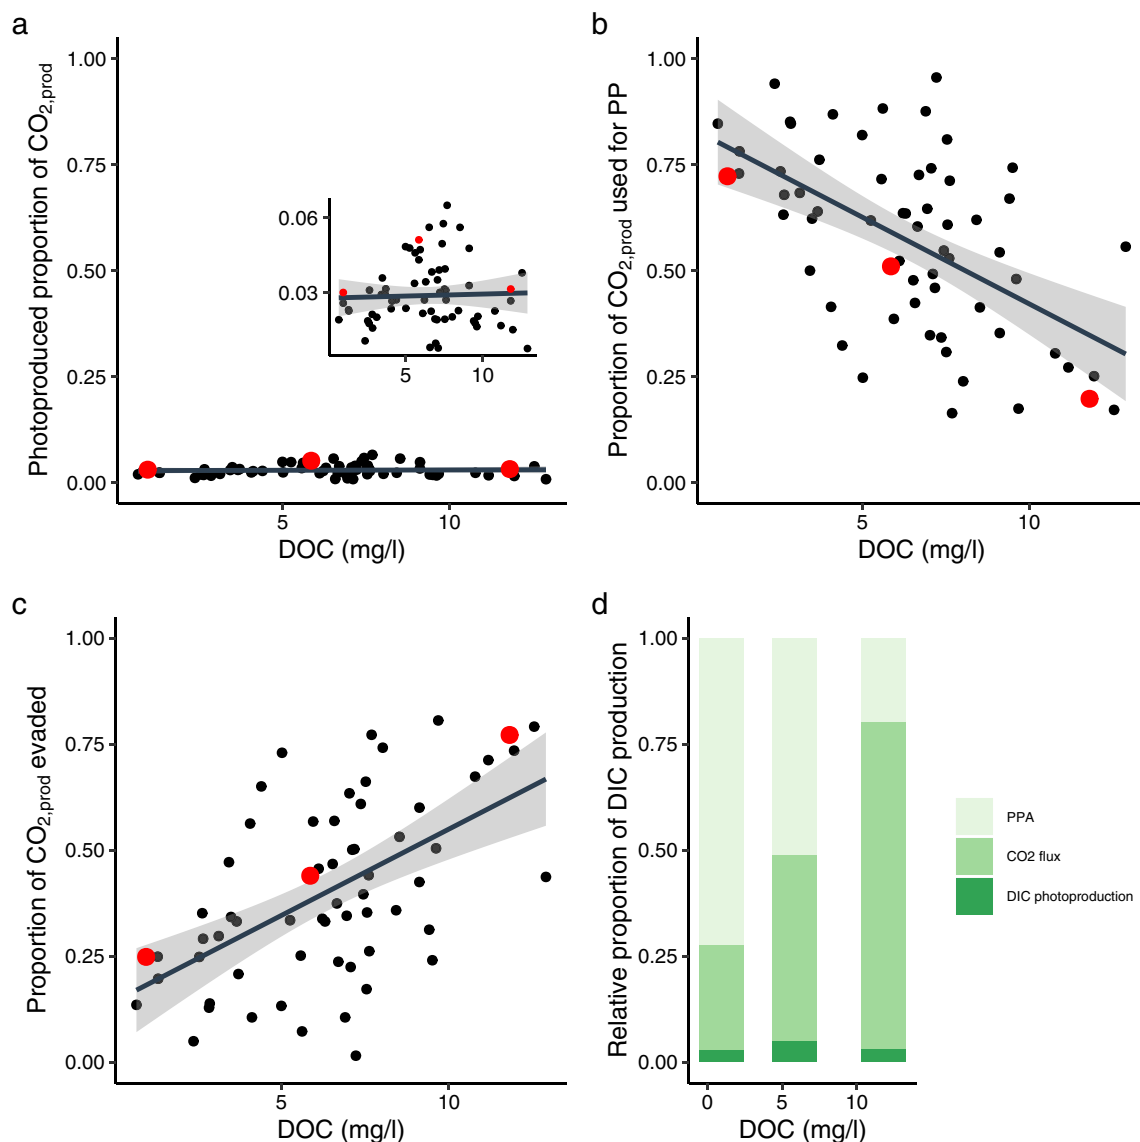 a
Photoproduced proportion of CO2,prod
1.00
0.75
0.50
0.25
0.00
0.06
0.03
5 10
5 10
DOC (mg/l)
b
Proportion of CO2,prod used for PP
1.00
0.75
0.50
0.25
0.00
5 10
DOC (mg/l)
c
Proportion of CO2,prod evaded
1.00
0.75
0.50
0.25
0.00
5 10
DOC (mg/l)
d
Relative proportion of DIC production
1.00
0.75
0.50
0.25
0.00
0 5 10
DOC (mg/l)
PPA
CO2 flux
DIC photoproduction